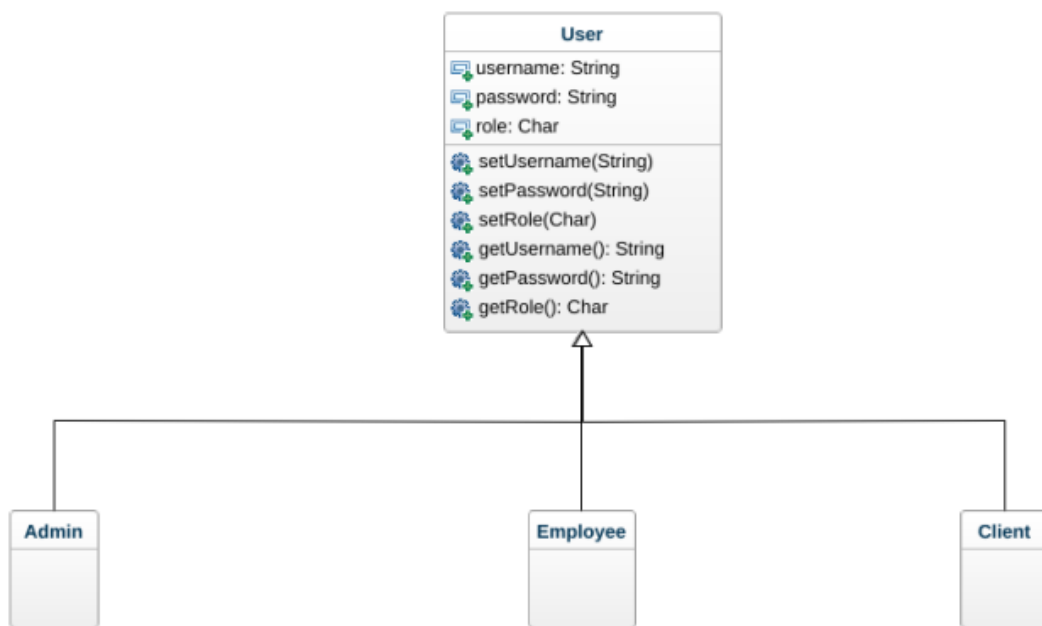 User
username: String
password: String
role: Char
setUsername(String)
setPassword(String)
setRole(Char)
getUsername(): String
getPassword(): String
getRole(): Char
Admin
Employee
Client